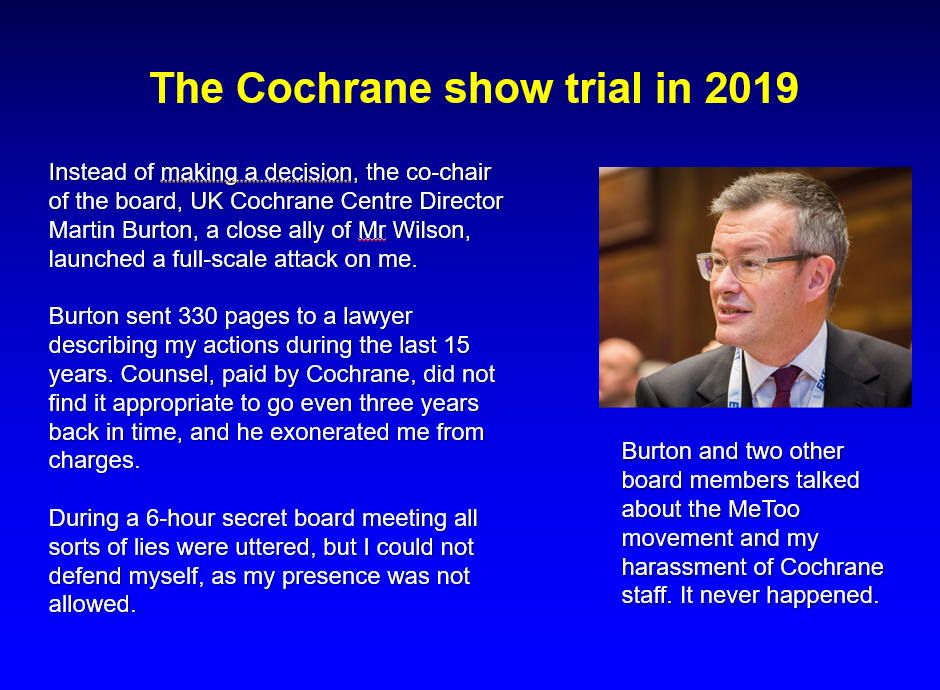 The Cochrane show trial in 2019
Instead of making a decision, the co-chair
of the board, UK Cochrane Centre Director
Martin Burton, a close ally of Mr Wilson,
launched a full-scale attack on me.
Burton sent 330 pages to a lawyer
describing my actions during the last 15
years. Counsel, paid by Cochrane, did not
find it appropriate to go even three years
back in time, and he exonerated me from
charges.
During a 6-hour secret board meeting all
sorts of lies were uttered, but I could not
defend myself, as my presence was not
allowed.
Burton and two other
board members talked
about the MeToo
movement and my
harassment of Cochrane
staff. It never happened.